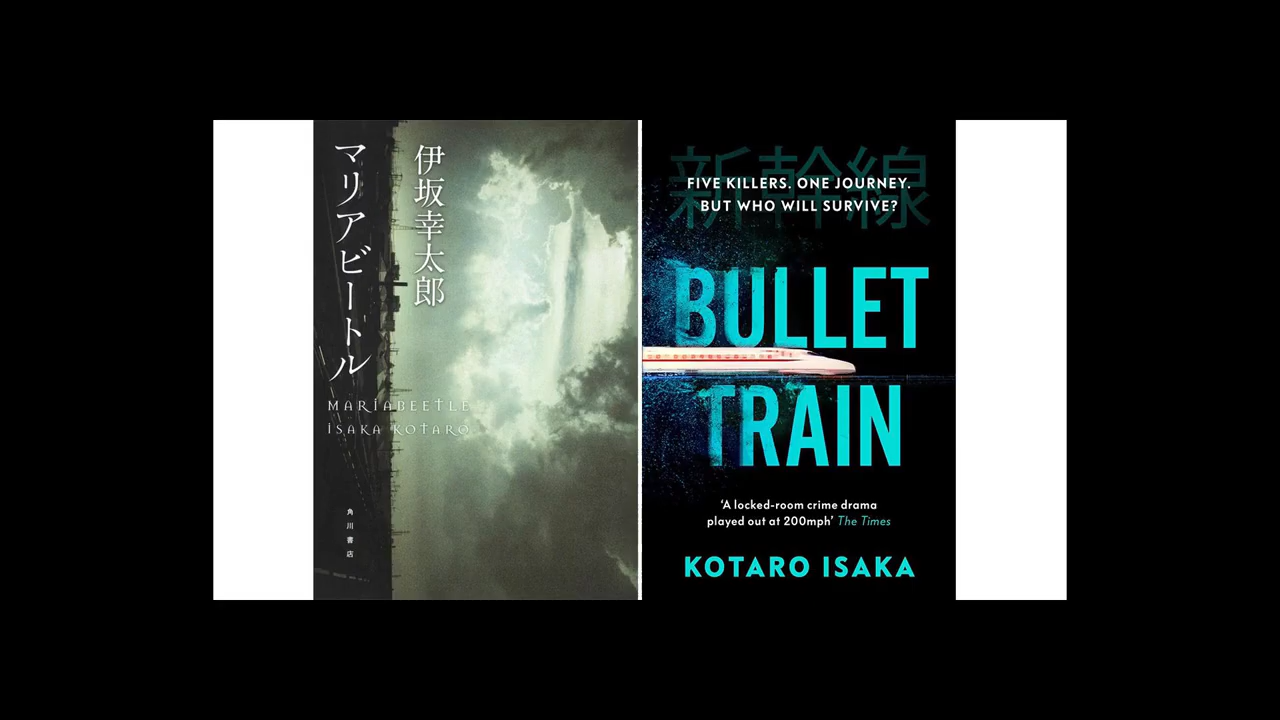 マリアビートル
伊坂幸太郎
MARIABEETLE
ISAKA KOTARO
角川書店
新幹線
FIVE KILLERS. ONE JOURNEY.
BUT WHO WILL SURVIVE?
BULLET
TRAIN
‘A locked-room crime drama
played out at 200mph’ The Times
KOTARO ISAKA